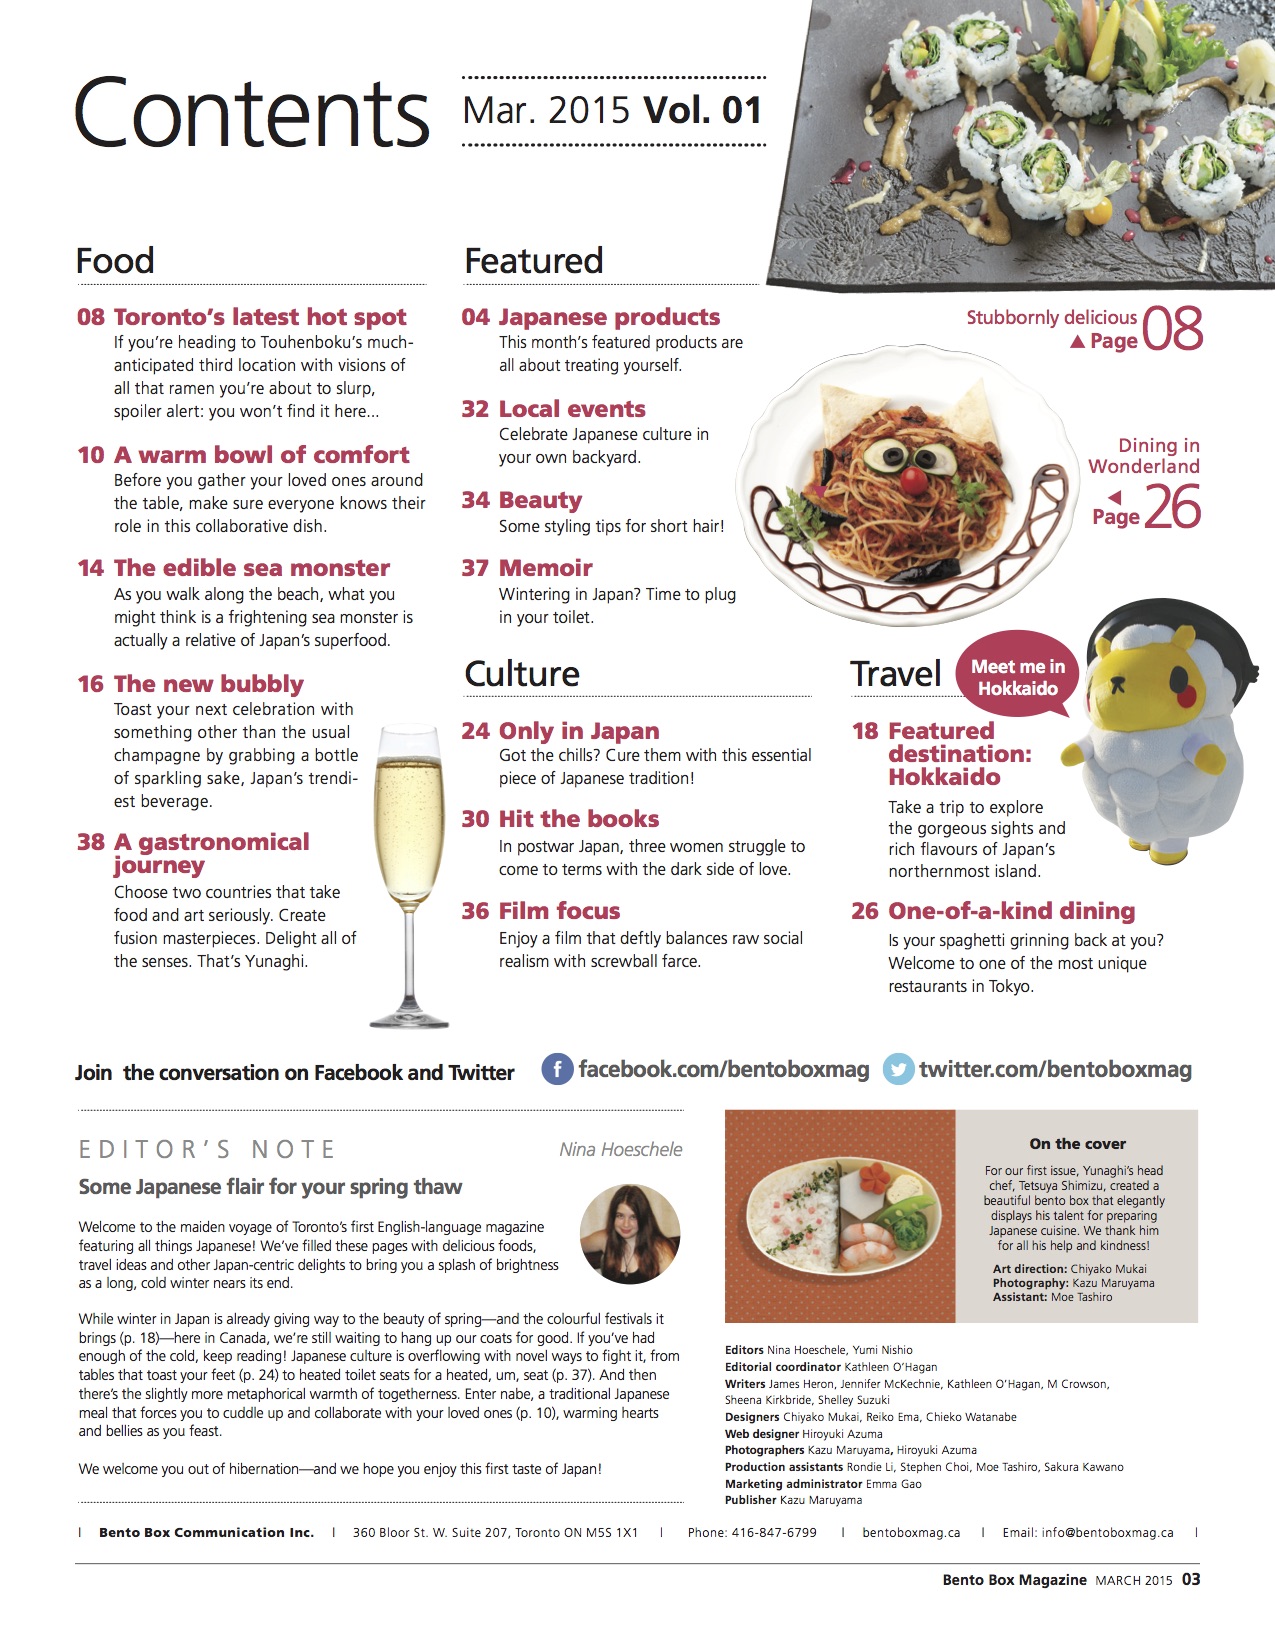 Contents
Mar. 2015 Vol. 01
Food
08 Toronto's latest hot spot
If you're heading to Touhenboku's much-
anticipated third location with visions of
all that ramen you're about to slurp,
spoiler alert: you won't find it here...
10 A warm bowl of comfort
Before you gather your loved ones around
the table, make sure everyone knows their
role in this collaborative dish.
14 The edible sea monster
As you walk along the beach, what you
might think is a frightening sea monster is
actually a relative of Japan's superfood.
16 The new bubbly
Toast your next celebration with
something other than the usual
champagne by grabbing a bottle
of sparkling sake, Japan's trendi-
est beverage.
38 A gastronomical
journey
Choose two countries that take
food and art seriously. Create
fusion masterpieces. Delight all of
the senses. That's Yunaghi.
Featured
04 Japanese products
This month's featured products are
all about treating yourself.
32 Local events
Celebrate Japanese culture in
your own backyard.
34 Beauty
Some styling tips for short hair!
37 Memoir
Wintering in Japan? Time to plug
in your toilet.
Stubbornly delicious
▲ Page 08
Dining in
Wonderland
◀
Page 26
Culture
24 Only in Japan
Got the chills? Cure them with this essential
piece of Japanese tradition!
30 Hit the books
In postwar Japan, three women struggle to
come to terms with the dark side of love.
36 Film focus
Enjoy a film that deftly balances raw social
realism with screwball farce.
Travel
Meet me in
Hokkaido
18 Featured
destination:
Hokkaido
Take a trip to explore
the gorgeous sights and
rich flavours of Japan's
northernmost island.
26 One-of-a-kind dining
Is your spaghetti grinning back at you?
Welcome to one of the most unique
restaurants in Tokyo.
Join the conversation on Facebook and Twitter
f facebook.com/bentoboxmag
twitter.com/bentoboxmag
EDITOR'S NOTE
Nina Hoeschele
Some Japanese flair for your spring thaw
Welcome to the maiden voyage of Toronto's first English-language magazine
featuring all things Japanese! We've filled these pages with delicious foods,
travel ideas and other Japan-centric delights to bring you a splash of brightness
as a long, cold winter nears its end.
While winter in Japan is already giving way to the beauty of spring—and the colourful festivals it
brings (p. 18)—here in Canada, we're still waiting to hang up our coats for good. If you've had
enough of the cold, keep reading! Japanese culture is overflowing with novel ways to fight it, from
tables that toast your feet (p. 24) to heated toilet seats for a heated, um, seat (p. 37). And then
there's the slightly more metaphorical warmth of togetherness. Enter nabe, a traditional Japanese
meal that forces you to cuddle up and collaborate with your loved ones (p. 10), warming hearts
and bellies as you feast.
We welcome you out of hibernation—and we hope you enjoy this first taste of Japan!
On the cover
For our first issue, Yunaghi's head
chef, Tetsuya Shimizu, created a
beautiful bento box that elegantly
displays his talent for preparing
Japanese cuisine. We thank him
for all his help and kindness!
Art direction: Chiyako Mukai
Photography: Kazu Maruyama
Assistant: Moe Tashiro
Editors Nina Hoeschele, Yumi Nishio
Editorial coordinator Kathleen O'Hagan
Writers James Heron, Jennifer McKechnie, Kathleen O'Hagan, M Crowson,
Sheena Kirkbride, Shelley Suzuki
Designers Chiyako Mukai, Reiko Ema, Chieko Watanabe
Web designer Hiroyuki Azuma
Photographers Kazu Maruyama, Hiroyuki Azuma
Production assistants Rondie Li, Stephen Choi, Moe Tashiro, Sakura Kawano
Marketing administrator Emma Gao
Publisher Kazu Maruyama
| Bento Box Communication Inc. | 360 Bloor St. W. Suite 207, Toronto ON M5S 1X1 | Phone: 416-847-6799 | bentoboxmag.ca | Email: info@bentoboxmag.ca |
Bento Box Magazine MARCH 2015 03